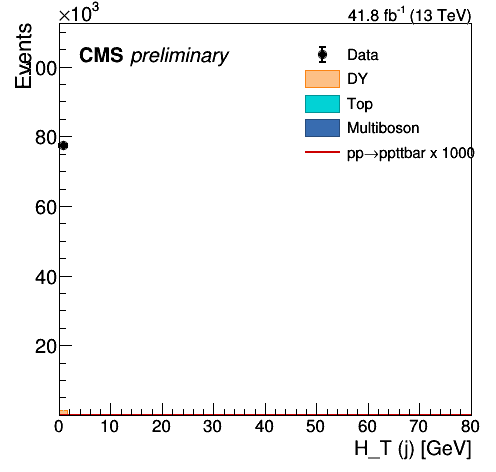 ×10³
41.8 fb⁻¹ (13 TeV)
Events
CMS preliminary
Data
DY
Top
Multiboson
pp→ppttbar x 1000
00
80
60
40
20
0 10 20 30 40 50 60 70 80
H_T (j) [GeV]